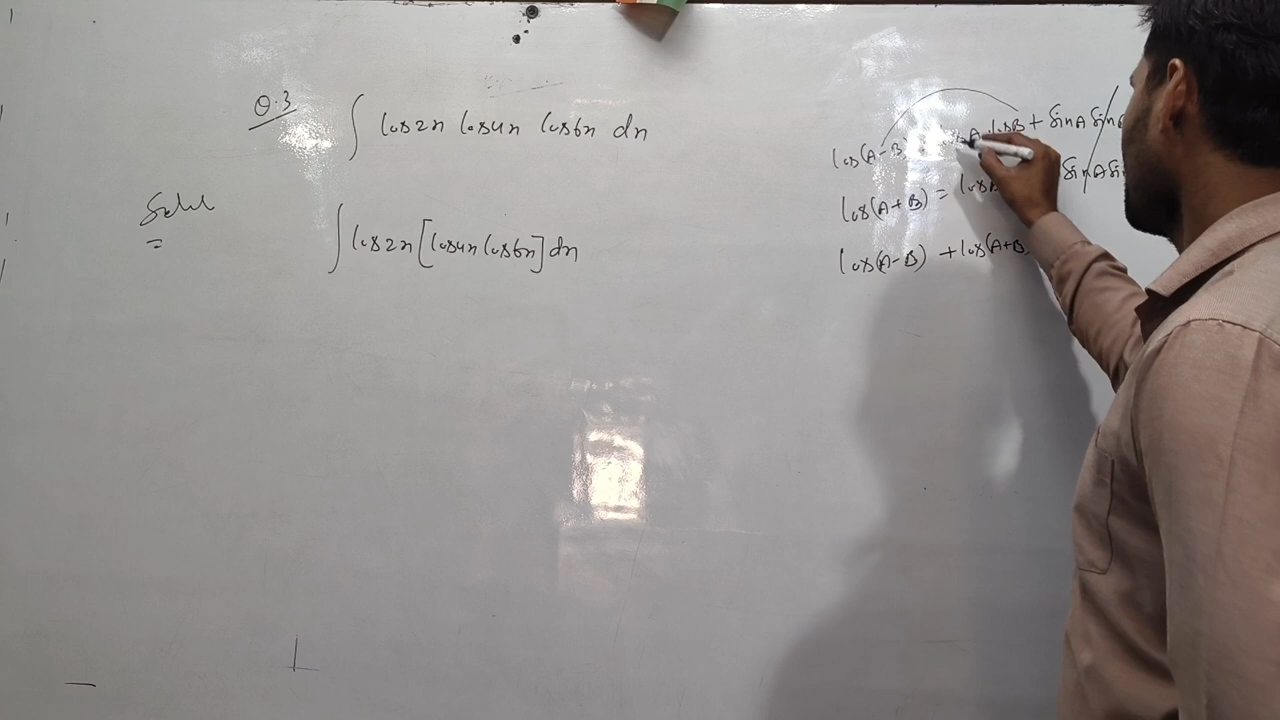 Q.3
∫ cos2x cos4x cos6x dx
Soln
=
∫ cos2x [cos4x cos6x] dx
cos(A-B) = cosA.cosB + sinA sin
cos(A+B) = cos sinA si
cos(A-B) + cos(A+B)